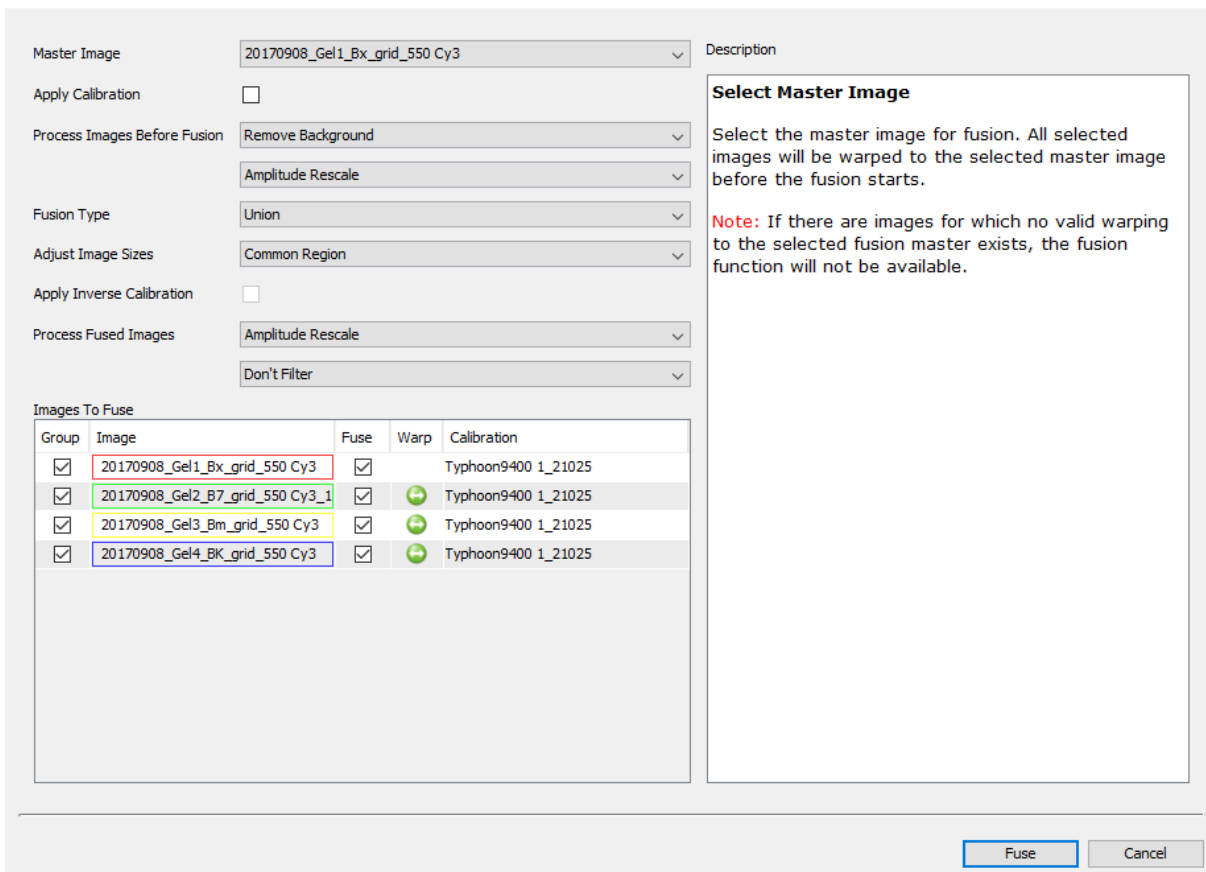 Master Image 20170908_Gel1_Bx_grid_550 Cy3
Apply Calibration
Process Images Before Fusion Remove Background
Amplitude Rescale
Fusion Type Union
Adjust Image Sizes Common Region
Apply Inverse Calibration
Process Fused Images Amplitude Rescale
Don't Filter
Images To Fuse
Group Image Fuse Warp Calibration
20170908_Gel1_Bx_grid_550 Cy3 Typhoon9400 1_21025
20170908_Gel2_B7_grid_550 Cy3_1 Typhoon9400 1_21025
20170908_Gel3_Bm_grid_550 Cy3 Typhoon9400 1_21025
20170908_Gel4_BK_grid_550 Cy3 Typhoon9400 1_21025
Description
Select Master Image
Select the master image for fusion. All selected
images will be warped to the selected master image
before the fusion starts.
Note: If there are images for which no valid warping
to the selected fusion master exists, the fusion
function will not be available.
Fuse Cancel